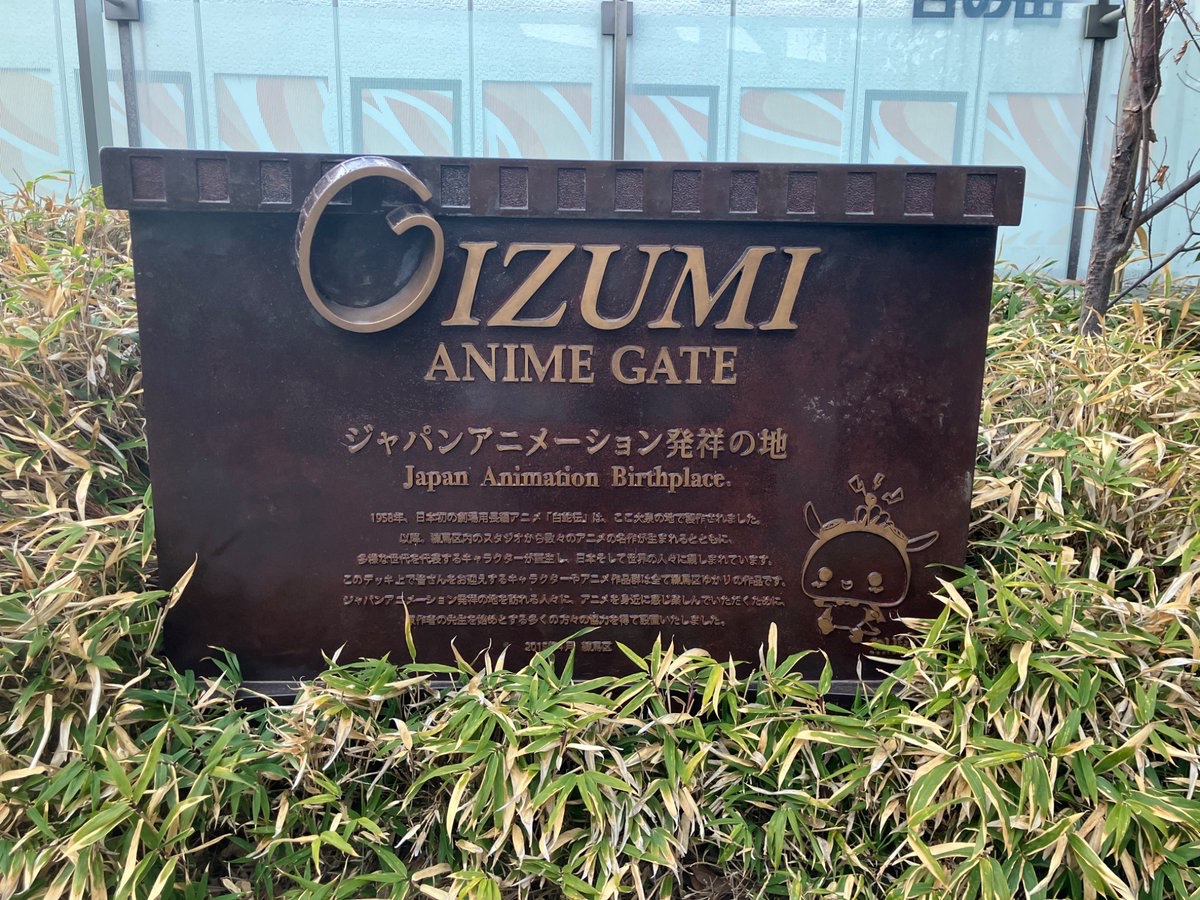 OIZUMI
ANIME GATE
ジャパンアニメーション発祥の地
Japan Animation Birthplace.
1958年、日本初の劇場用長編アニメ「白蛇伝」は、ここ大泉の地で製作されました。
以降、練馬区内のスタジオから数々のアニメの名作が生まれるとともに、
多様な世代を代表するキャラクターが誕生し、日本そして世界の人々に親しまれています。
このデッキ上で皆さんをお迎えするキャラクターやアニメ作品群は全て練馬区ゆかりの作品です。
ジャパンアニメーション発祥の地を訪れる人々に、アニメを身近に感じ楽しんでいただくために、
原作者の先生を始めとする多くの方々の協力を得て設置いたしました。
2015年4月 練馬区